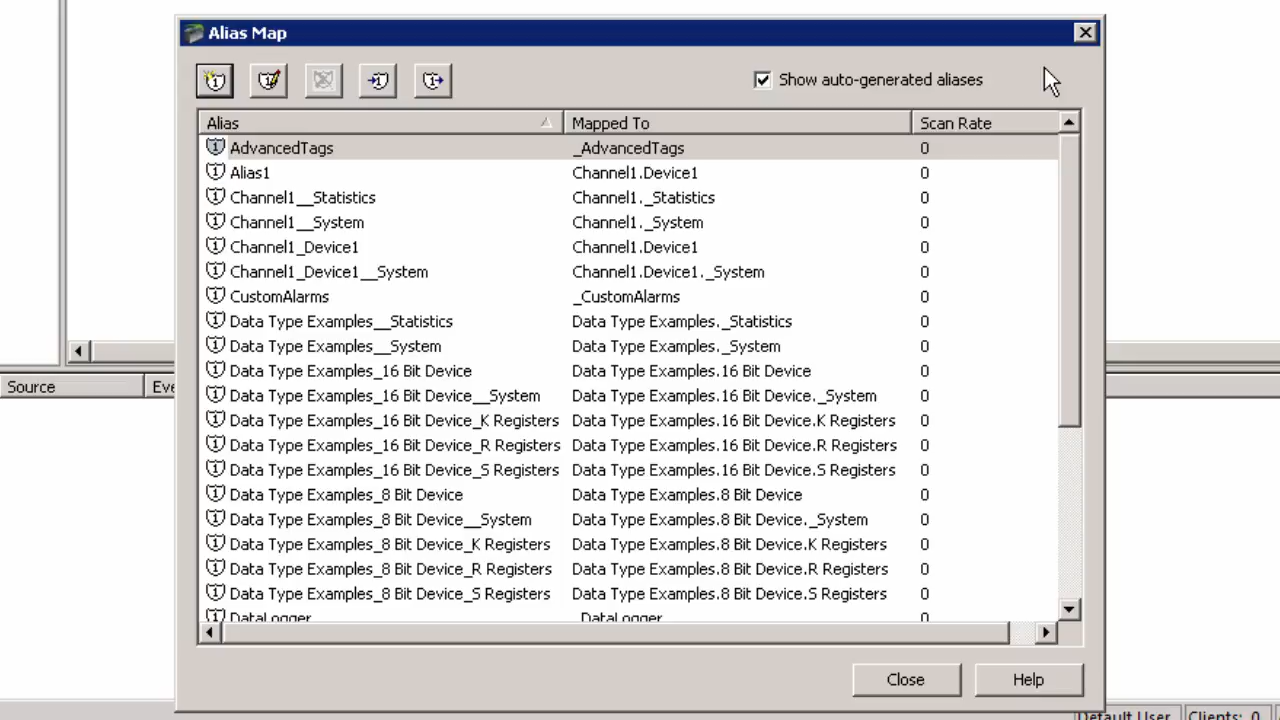 Alias Map
Show auto-generated aliases
Alias Mapped To Scan Rate
AdvancedTags _AdvancedTags 0
Alias1 Channel1.Device1 0
Channel1__Statistics Channel1._Statistics 0
Channel1__System Channel1._System 0
Channel1_Device1 Channel1.Device1 0
Channel1_Device1__System Channel1.Device1._System 0
CustomAlarms _CustomAlarms 0
Data Type Examples__Statistics Data Type Examples._Statistics 0
Data Type Examples__System Data Type Examples._System 0
Data Type Examples_16 Bit Device Data Type Examples.16 Bit Device 0
Data Type Examples_16 Bit Device__System Data Type Examples.16 Bit Device._System 0
Data Type Examples_16 Bit Device_K Registers Data Type Examples.16 Bit Device.K Registers 0
Data Type Examples_16 Bit Device_R Registers Data Type Examples.16 Bit Device.R Registers 0
Data Type Examples_16 Bit Device_S Registers Data Type Examples.16 Bit Device.S Registers 0
Data Type Examples_8 Bit Device Data Type Examples.8 Bit Device 0
Data Type Examples_8 Bit Device__System Data Type Examples.8 Bit Device._System 0
Data Type Examples_8 Bit Device_K Registers Data Type Examples.8 Bit Device.K Registers 0
Data Type Examples_8 Bit Device_R Registers Data Type Examples.8 Bit Device.R Registers 0
Data Type Examples_8 Bit Device_S Registers Data Type Examples.8 Bit Device.S Registers 0
DataLogger _DataLogger 0
Close Help
Source Eve
Default User Clients: 0